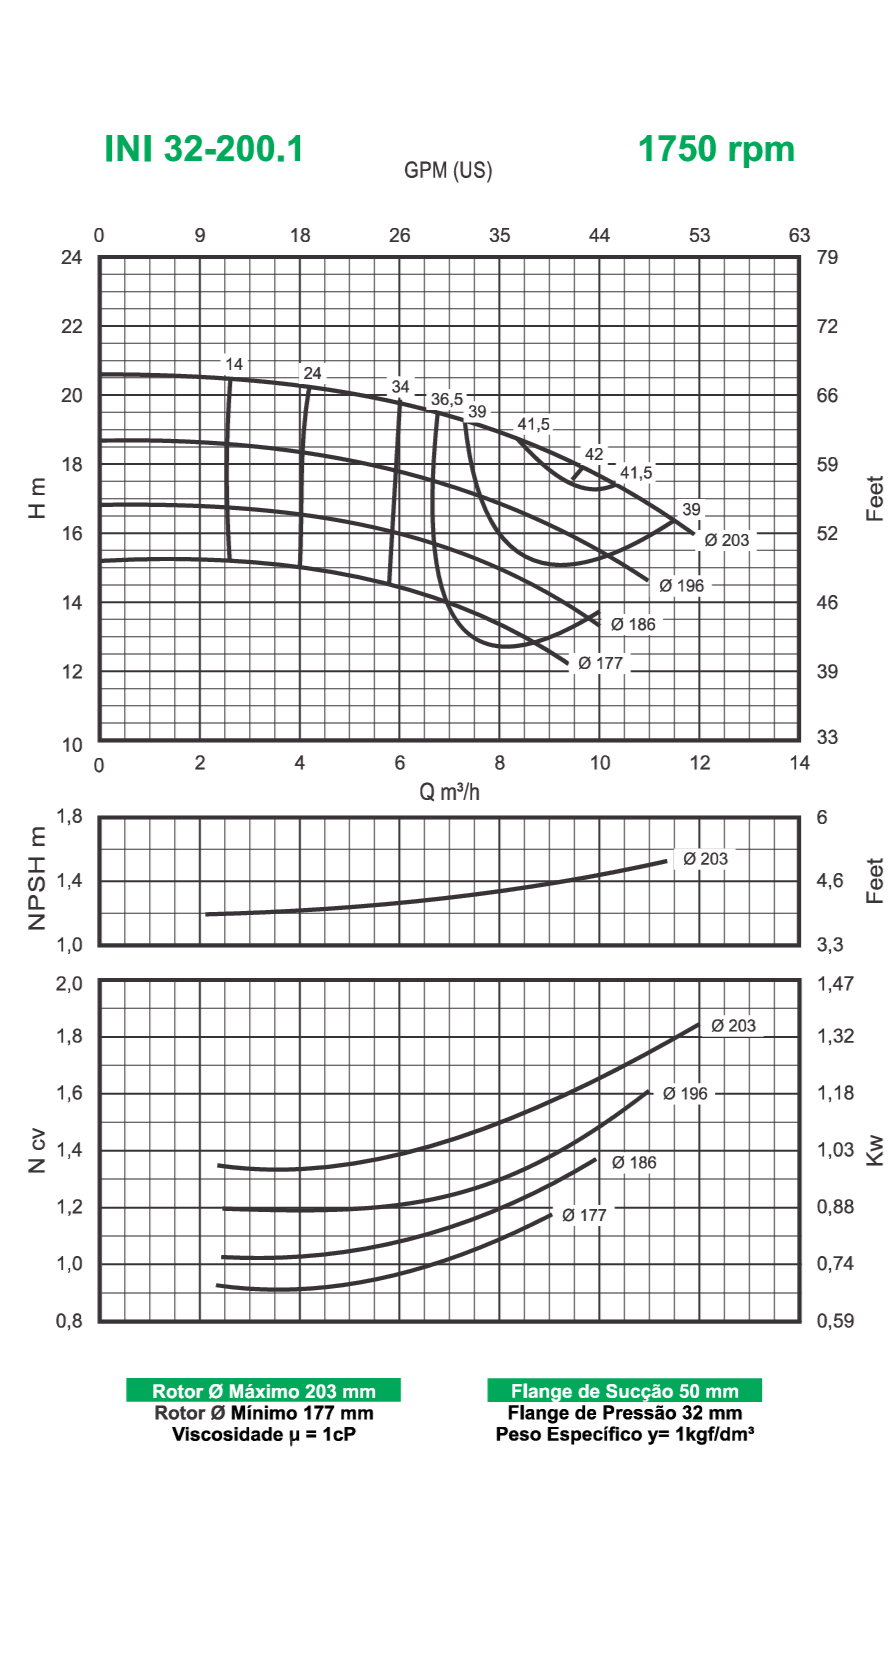 INI 32-200.1 1750 rpm
GPM (US)
0 9 18 26 35 44 53 63
24 79
22 72
14
24
20 34 66
36,5
39
41,5
42
18 59
41,5
H m Feet
39
16 52
Ø 203
Ø 196
14 46
Ø 186
Ø 177
12 39
10 33
0 2 4 6 8 10 12 14
Q m³/h
1,8 6
Ø 203
NPSH m 1,4 4,6 Feet
1,0 3,3
2,0 1,47
Ø 203
1,8 1,32
1,6 Ø 196 1,18
N cv 1,4 1,03 Kw
Ø 186
1,2 0,88
Ø 177
1,0 0,74
0,8 0,59
Rotor Ø Máximo 203 mm
Rotor Ø Mínimo 177 mm
Viscosidade µ = 1cP
Flange de Sucção 50 mm
Flange de Pressão 32 mm
Peso Específico y= 1kgf/dm³